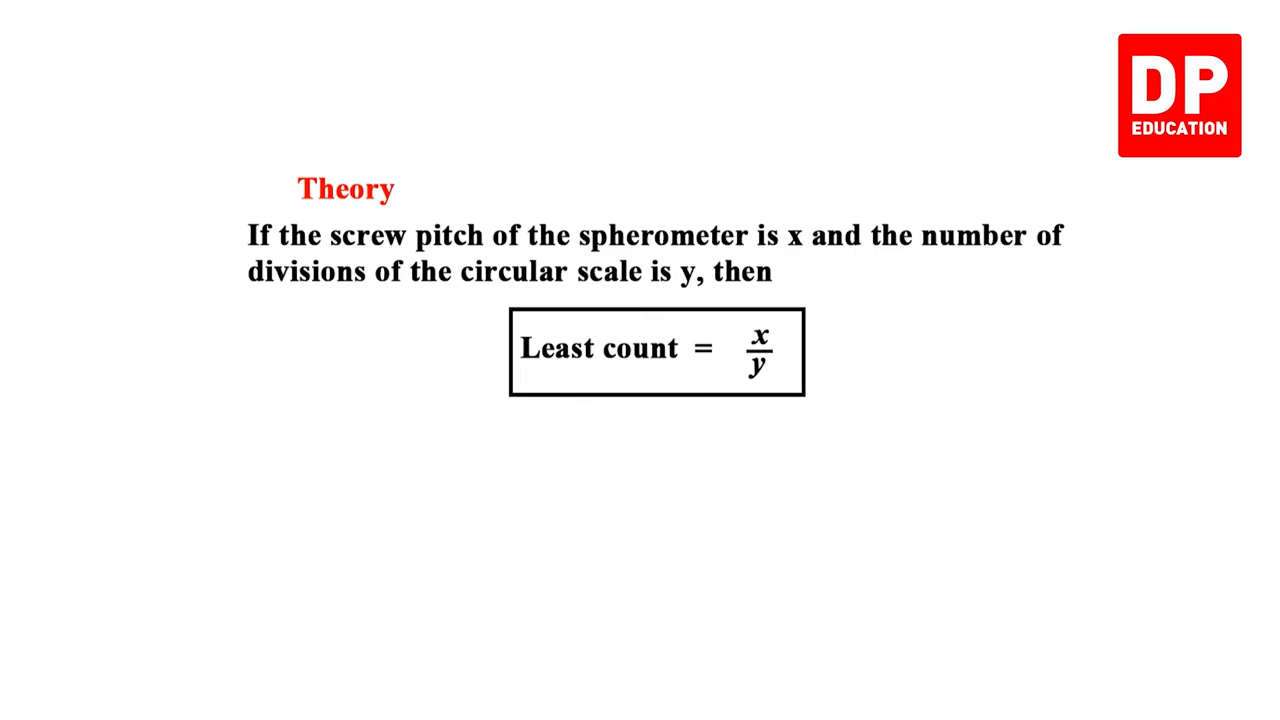 DP
EDUCATION
Theory
If the screw pitch of the spherometer is x and the number of
divisions of the circular scale is y, then
Least count = x/y